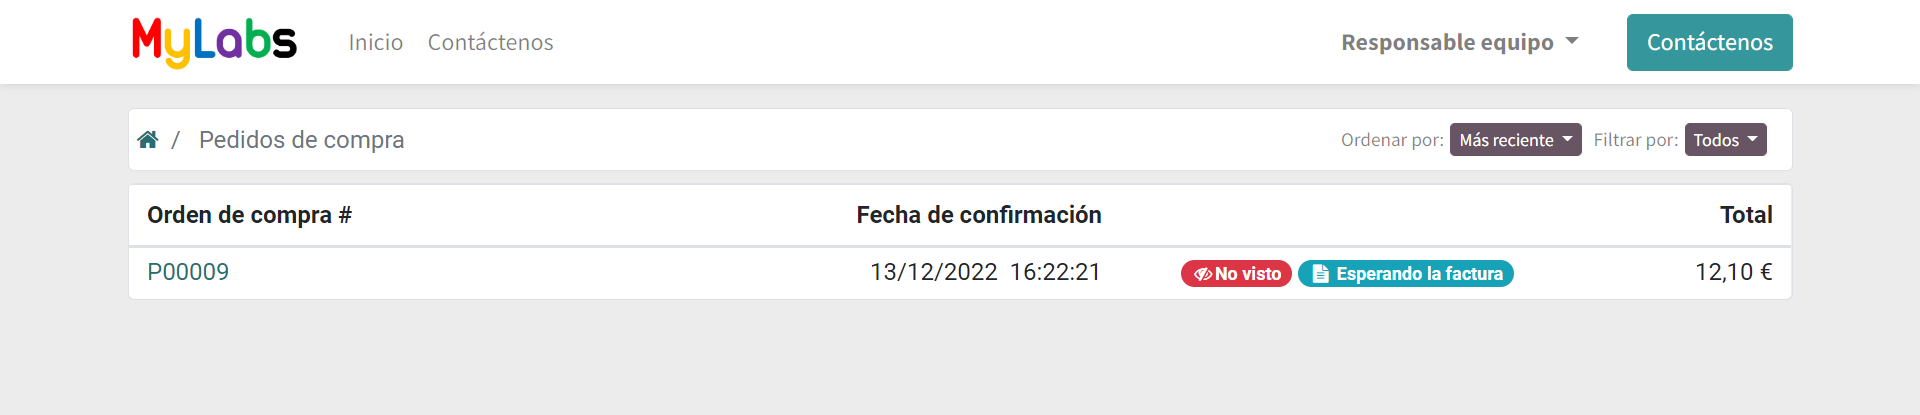 MyLabs Inicio Contáctenos Responsable equipo Contáctenos
/ Pedidos de compra Ordenar por: Más reciente Filtrar por: Todos
Orden de compra # Fecha de confirmación Total
P00009 13/12/2022 16:22:21 No visto Esperando la factura 12,10 €